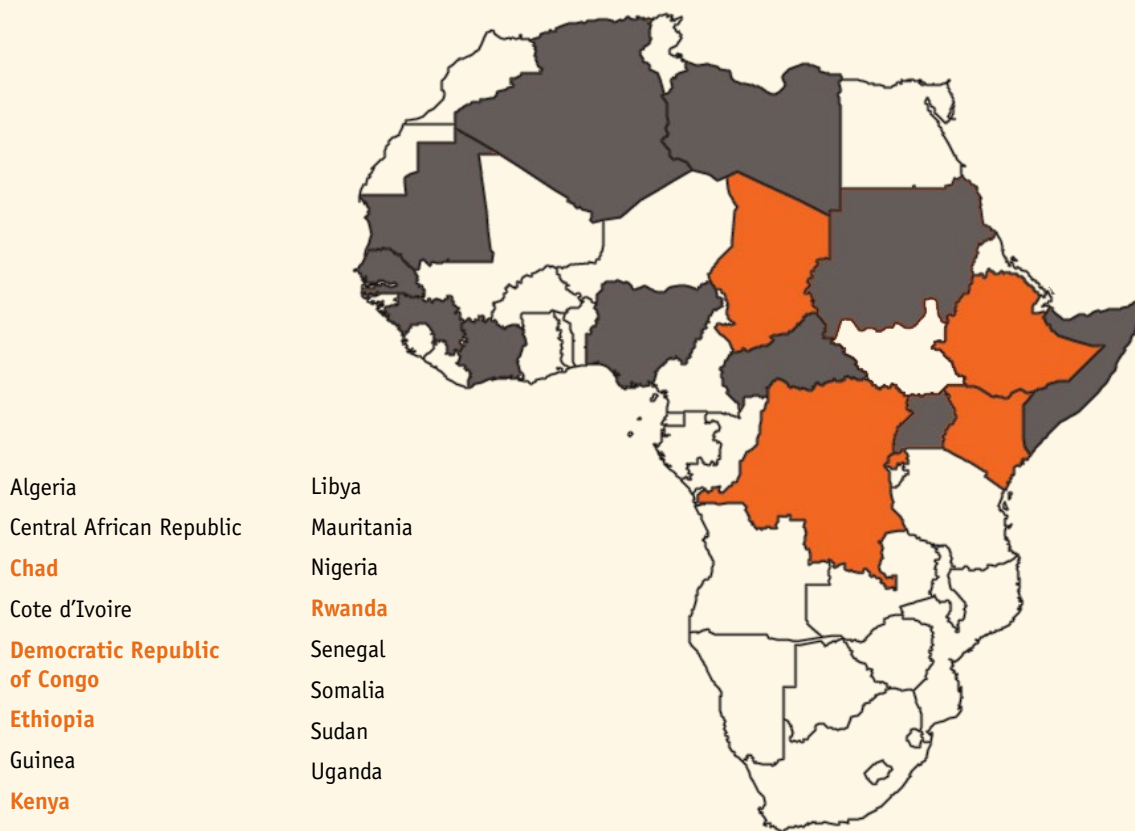 Algeria
Central African Republic
Chad
Cote d’Ivoire
Democratic Republic
of Congo
Ethiopia
Guinea
Kenya
Libya
Mauritania
Nigeria
Rwanda
Senegal
Somalia
Sudan
Uganda